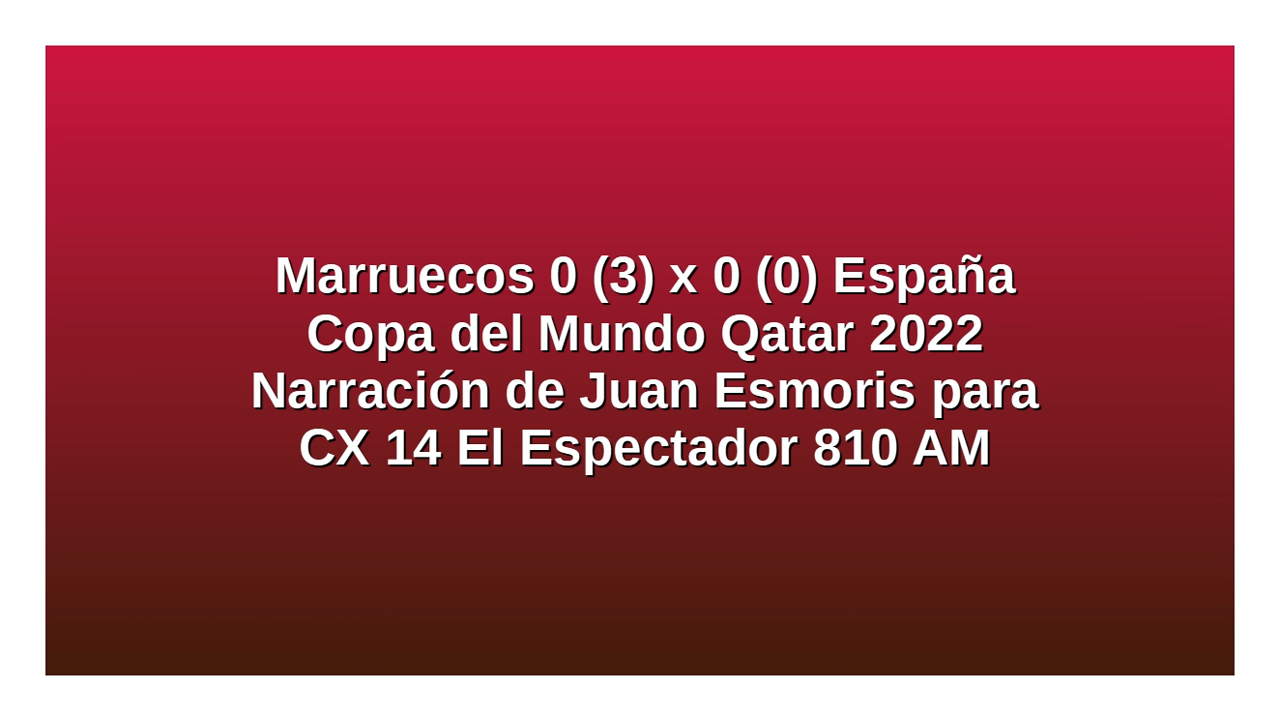 Marruecos 0 (3) x 0 (0) España
Copa del Mundo Qatar 2022
Narración de Juan Esmoris para
CX 14 El Espectador 810 AM